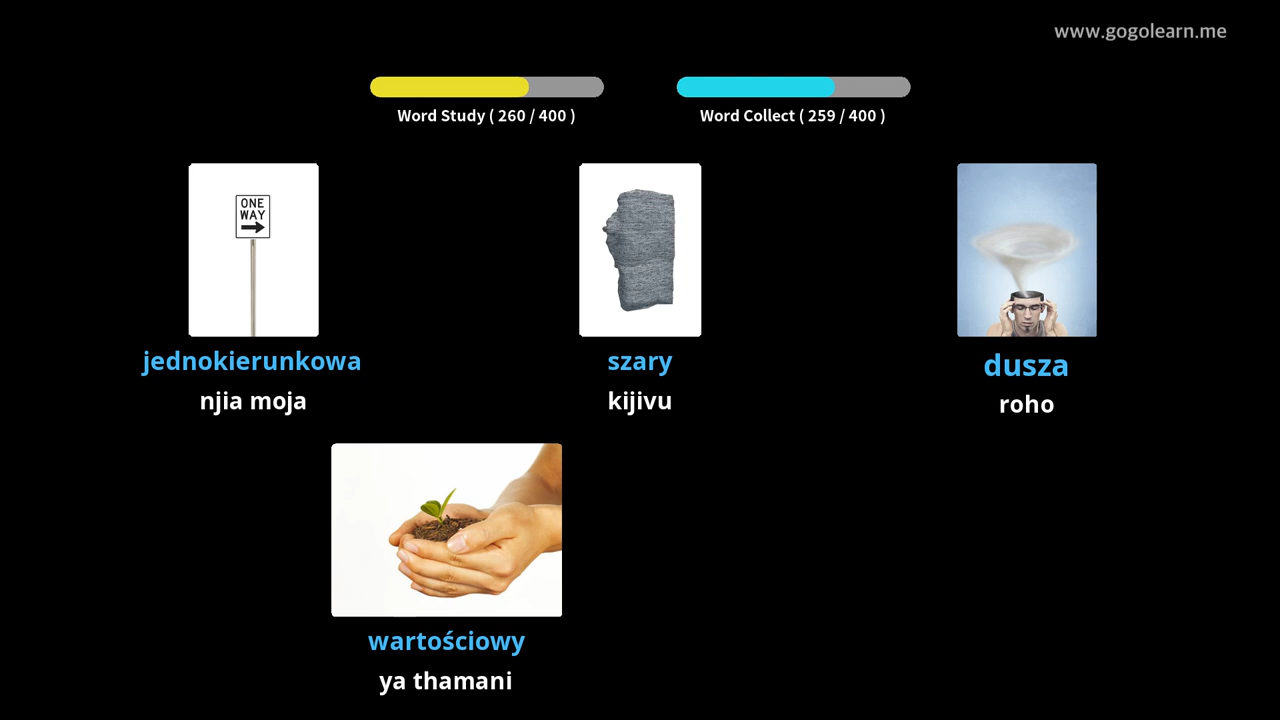 www.gogolearn.me
Word Study ( 260 / 400 )
Word Collect ( 259 / 400 )
ONE
WAY
jednokierunkowa
njia moja
szary
kijivu
dusza
roho
wartościowy
ya thamani